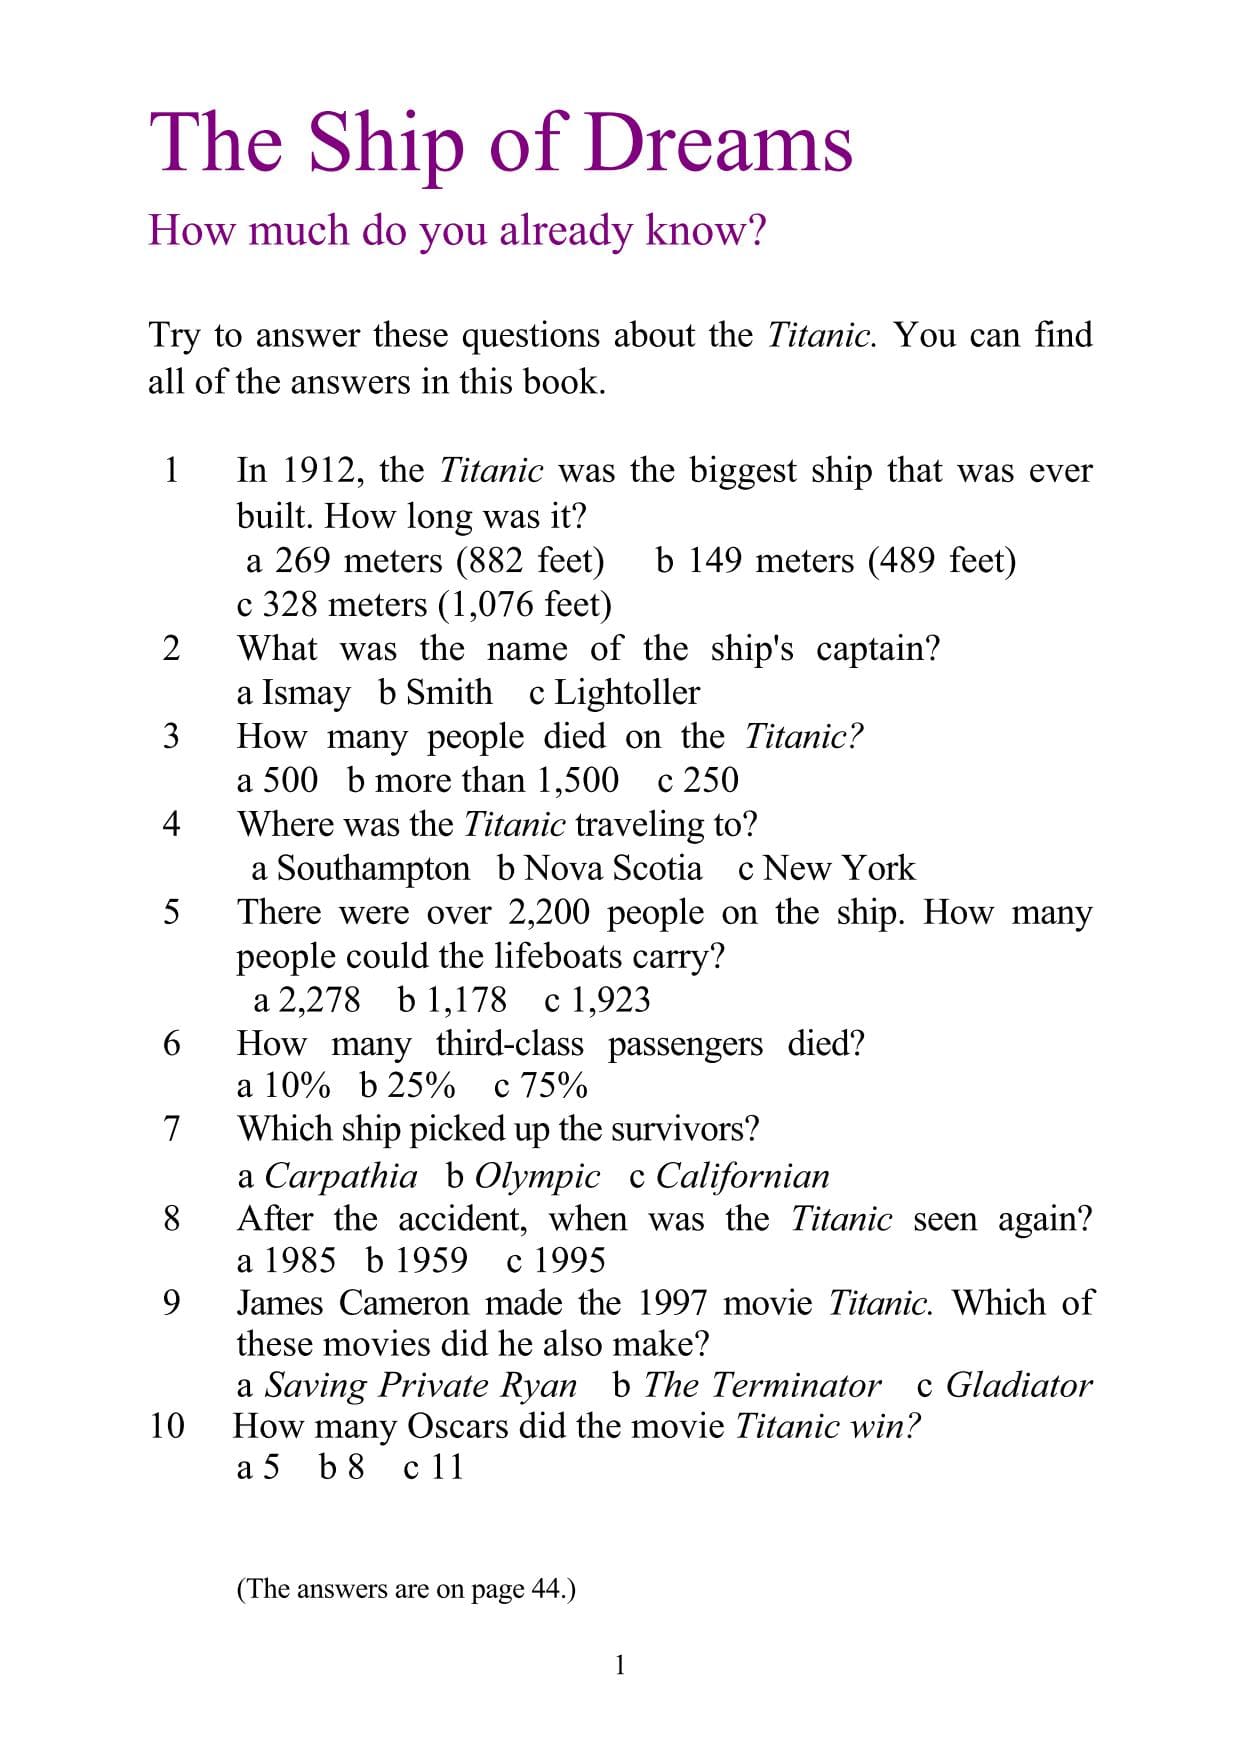 The Ship of Dreams
How much do you already know?
Try to answer these questions about the Titanic. You can find
all of the answers in this book.
1 In 1912, the Titanic was the biggest ship that was ever
built. How long was it?
a 269 meters (882 feet) b 149 meters (489 feet)
c 328 meters (1,076 feet)
2 What was the name of the ship's captain?
a Ismay b Smith c Lightoller
3 How many people died on the Titanic?
a 500 b more than 1,500 c 250
4 Where was the Titanic traveling to?
a Southampton b Nova Scotia c New York
5 There were over 2,200 people on the ship. How many
people could the lifeboats carry?
a 2,278 b 1,178 c 1,923
6 How many third-class passengers died?
a 10% b 25% c 75%
7 Which ship picked up the survivors?
a Carpathia b Olympic c Californian
8 After the accident, when was the Titanic seen again?
a 1985 b 1959 c 1995
9 James Cameron made the 1997 movie Titanic. Which of
these movies did he also make?
a Saving Private Ryan b The Terminator c Gladiator
10 How many Oscars did the movie Titanic win?
a 5 b 8 c 11
(The answers are on page 44.)
1